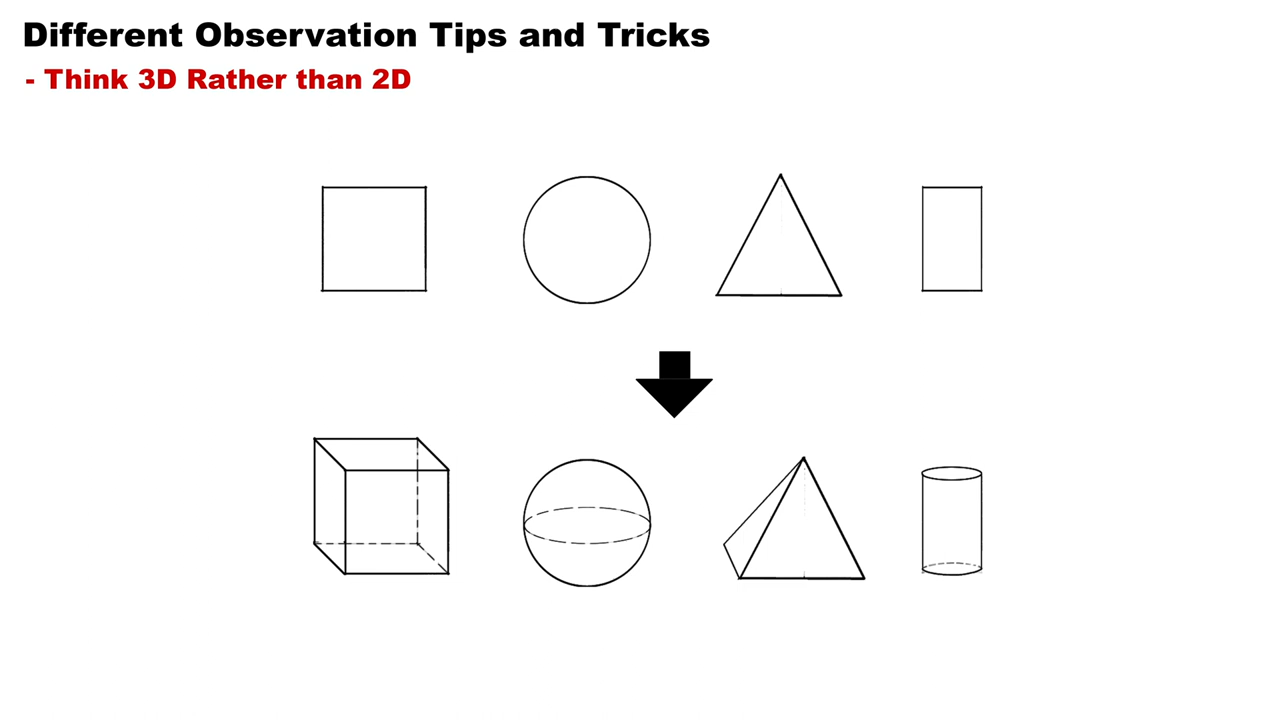 Different Observation Tips and Tricks
- Think 3D Rather than 2D